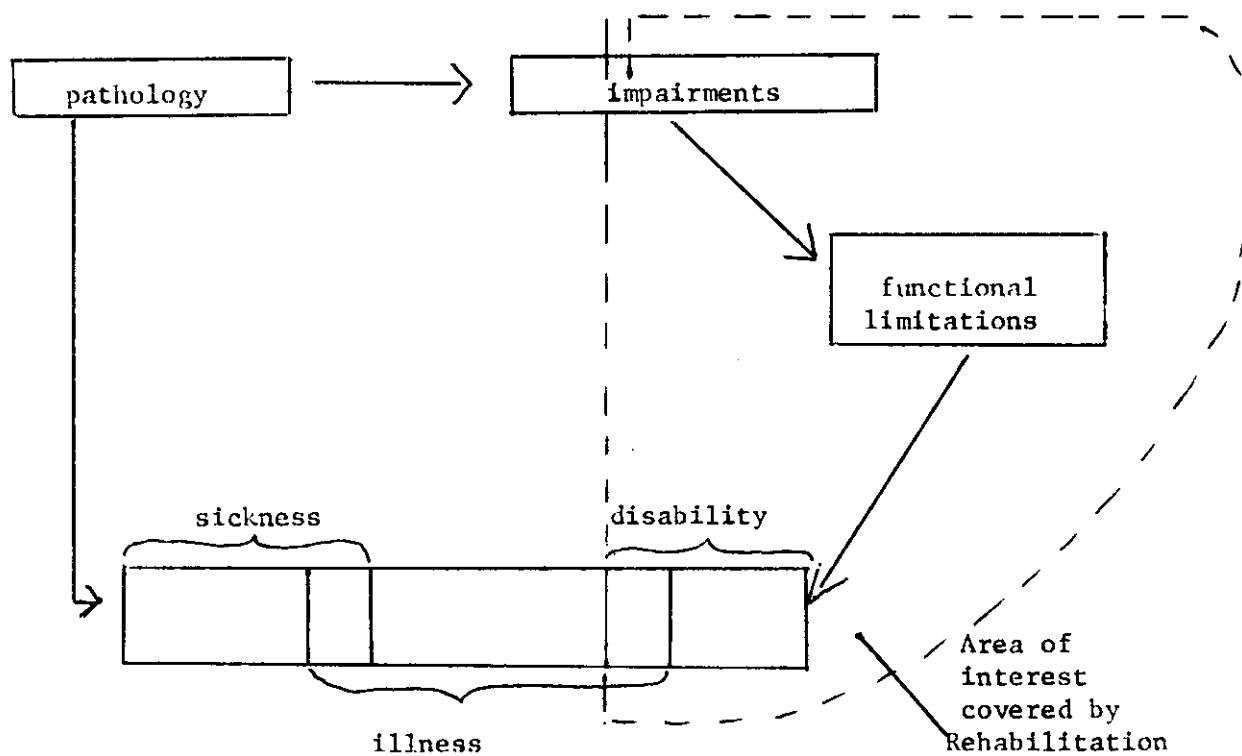 pathology
impairments
functional
limitations
sickness
disability
illness
Area of
interest
covered by
Rehabilitation